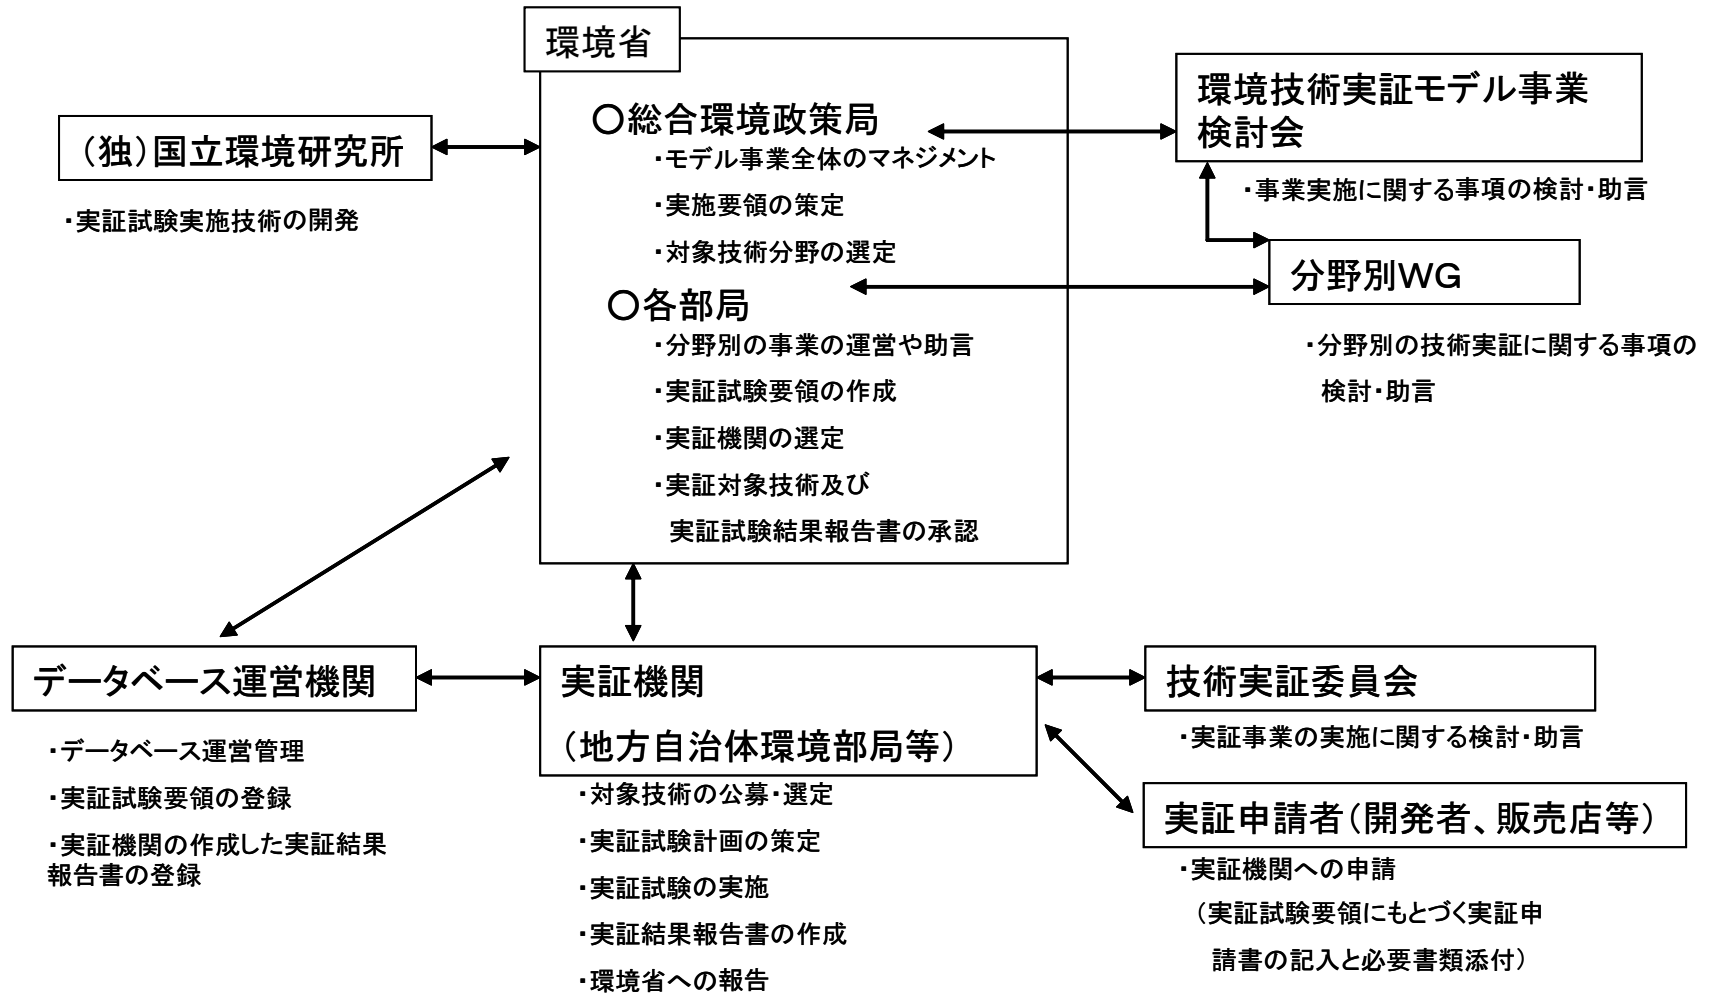 環境省
〇総合環境政策局
・モデル事業全体のマネジメント
・実施要領の策定
・対象技術分野の選定
〇各部局
・分野別の事業の運営や助言
・実証試験要領の作成
・実証機関の選定
・実証対象技術及び
実証試験結果報告書の承認
（独）国立環境研究所
・実証試験実施技術の開発
環境技術実証モデル事業
検討会
・事業実施に関する事項の検討・助言
分野別ＷＧ
・分野別の技術実証に関する事項の
検討・助言
データベース運営機関
・データベース運営管理
・実証試験要領の登録
・実証機関の作成した実証結果
報告書の登録
実証機関
（地方自治体環境部局等）
・対象技術の公募・選定
・実証試験計画の策定
・実証試験の実施
・実証結果報告書の作成
・環境省への報告
技術実証委員会
・実証事業の実施に関する検討・助言
実証申請者（開発者、販売店等）
・実証機関への申請
（実証試験要領にもとづく実証申
請書の記入と必要書類添付）